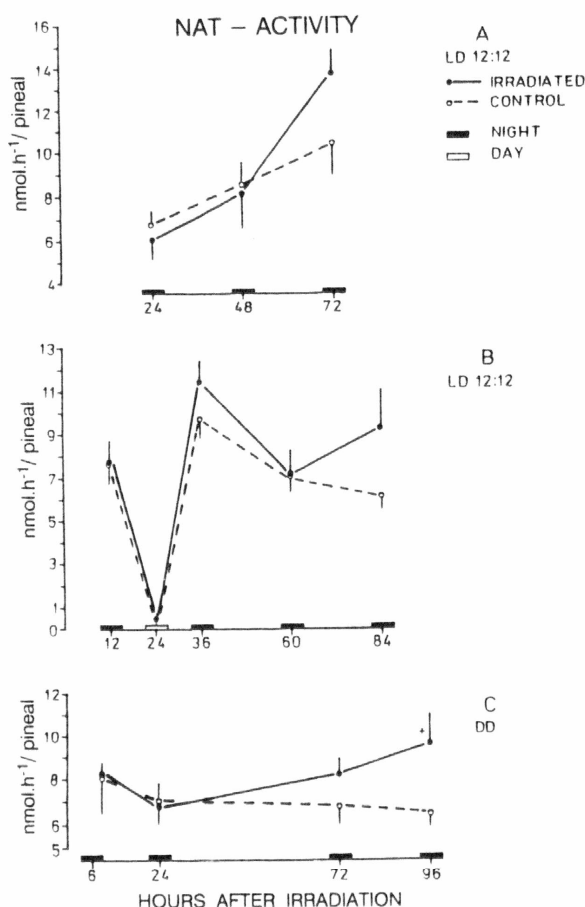 NAT – ACTIVITY
A
LD 12:12
IRRADIATED
CONTROL
NIGHT
DAY
nmol.h⁻¹/ pineal
16
14
12
10
8
6
4
24 48 72
B
LD 12:12
nmol.h⁻¹/ pineal
13
11
9
7
5
3
1
0
12 24 36 60 84
C
DD
nmol.h⁻¹/ pineal
12
10
8
6
5
+
6 24 72 96
HOURS AFTER IRRADIATION